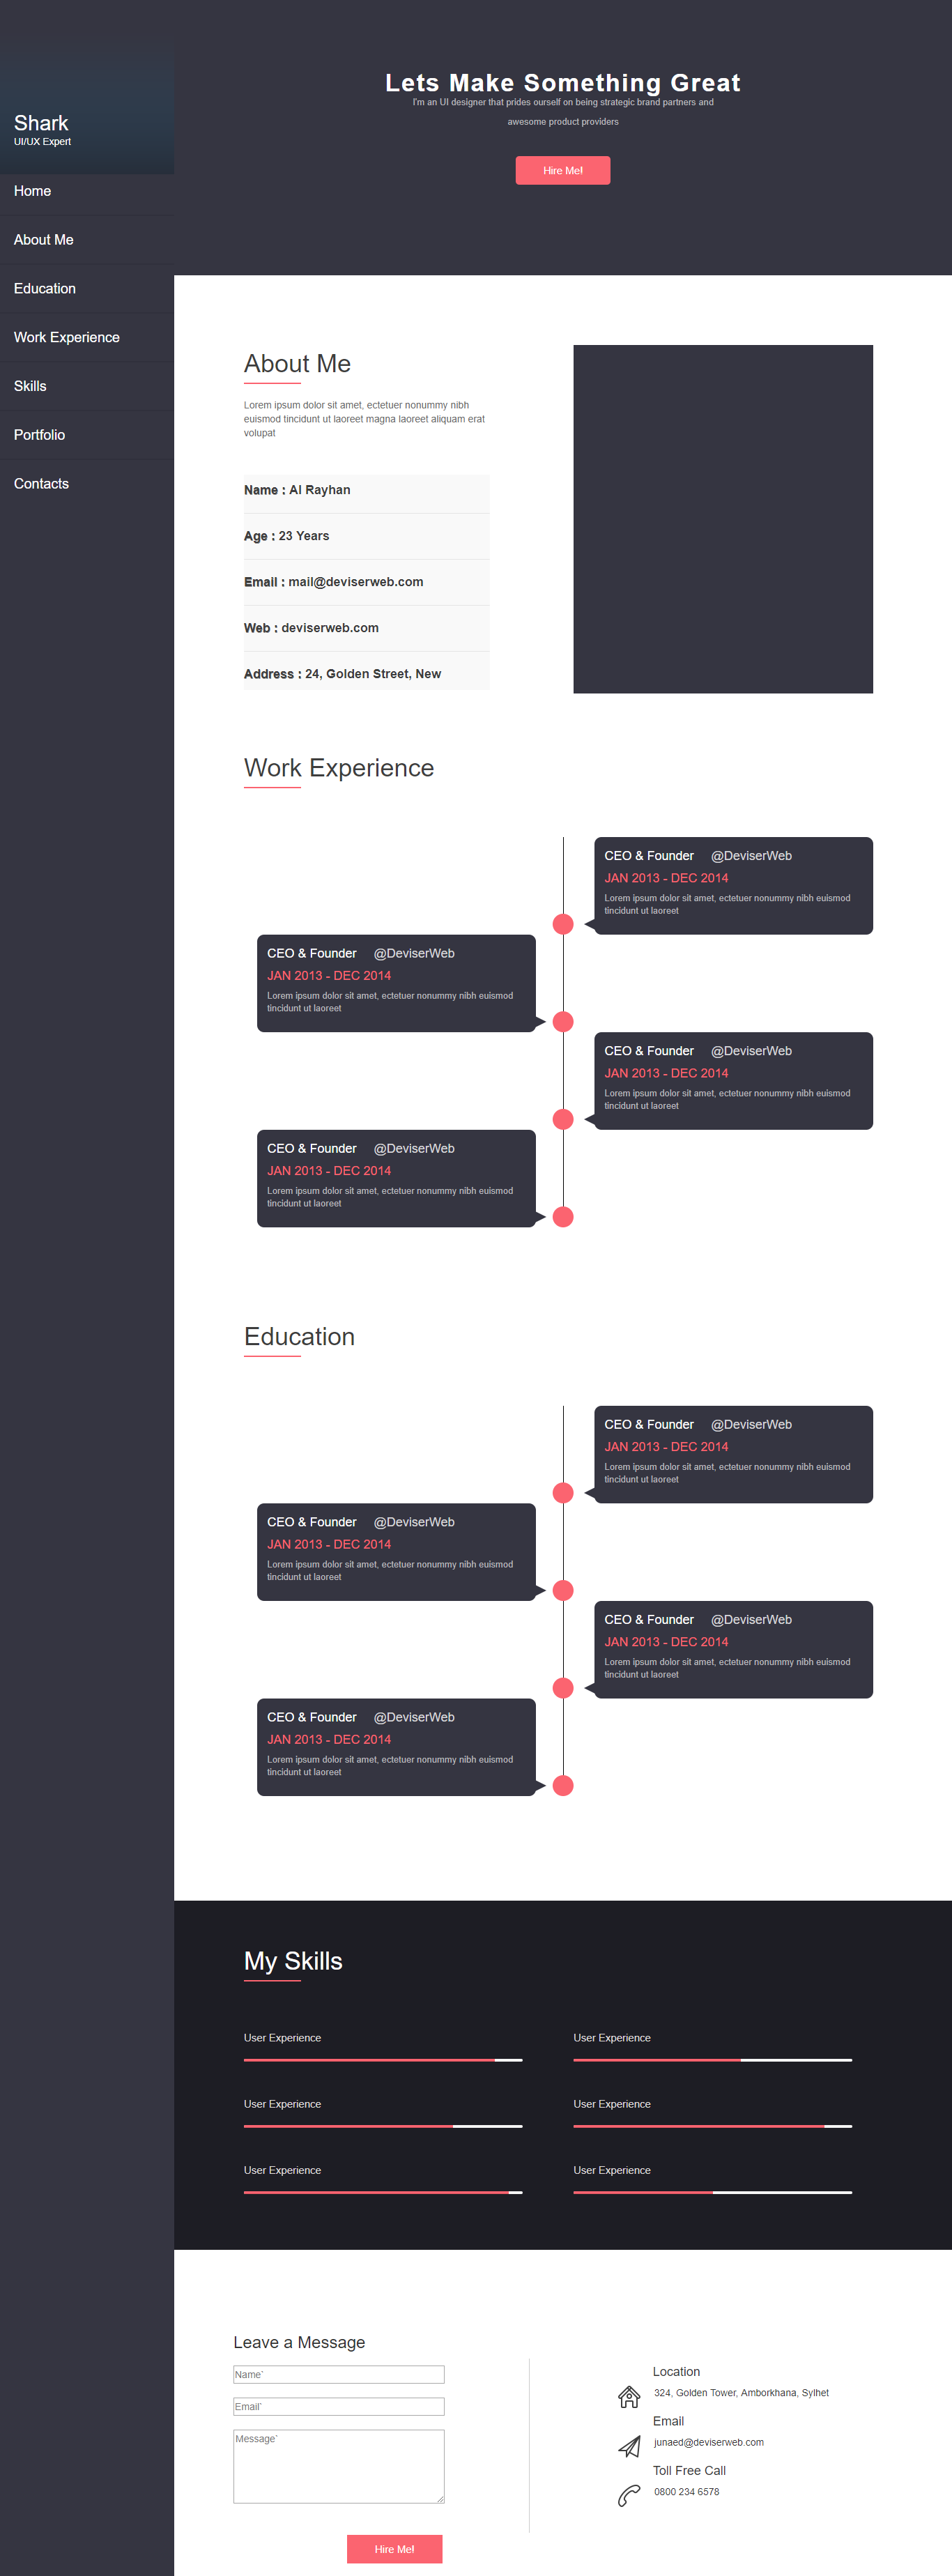 Shark
UI/UX Expert
Home
About Me
Education
Work Experience
Skills
Portfolio
Contacts
Lets Make Something Great
I'm an UI designer that prides ourself on being strategic brand partners and
awesome product providers
Hire Me!
About Me
Lorem ipsum dolor sit amet, ectetuer nonummy nibh
euismod tincidunt ut laoreet magna laoreet aliquam erat
volupat
Name : Al Rayhan
Age : 23 Years
Email : mail@deviserweb.com
Web : deviserweb.com
Address : 24, Golden Street, New
Work Experience
CEO & Founder @DeviserWeb
JAN 2013 - DEC 2014
Lorem ipsum dolor sit amet, ectetuer nonummy nibh euismod
tincidunt ut laoreet
CEO & Founder @DeviserWeb
JAN 2013 - DEC 2014
Lorem ipsum dolor sit amet, ectetuer nonummy nibh euismod
tincidunt ut laoreet
CEO & Founder @DeviserWeb
JAN 2013 - DEC 2014
Lorem ipsum dolor sit amet, ectetuer nonummy nibh euismod
tincidunt ut laoreet
CEO & Founder @DeviserWeb
JAN 2013 - DEC 2014
Lorem ipsum dolor sit amet, ectetuer nonummy nibh euismod
tincidunt ut laoreet
Education
CEO & Founder @DeviserWeb
JAN 2013 - DEC 2014
Lorem ipsum dolor sit amet, ectetuer nonummy nibh euismod
tincidunt ut laoreet
CEO & Founder @DeviserWeb
JAN 2013 - DEC 2014
Lorem ipsum dolor sit amet, ectetuer nonummy nibh euismod
tincidunt ut laoreet
CEO & Founder @DeviserWeb
JAN 2013 - DEC 2014
Lorem ipsum dolor sit amet, ectetuer nonummy nibh euismod
tincidunt ut laoreet
CEO & Founder @DeviserWeb
JAN 2013 - DEC 2014
Lorem ipsum dolor sit amet, ectetuer nonummy nibh euismod
tincidunt ut laoreet
My Skills
User Experience
User Experience
User Experience
User Experience
User Experience
User Experience
Leave a Message
Name`
Email`
Message`
Hire Me!
Location
324, Golden Tower, Amborkhana, Sylhet
Email
junaed@deviserweb.com
Toll Free Call
0800 234 6578